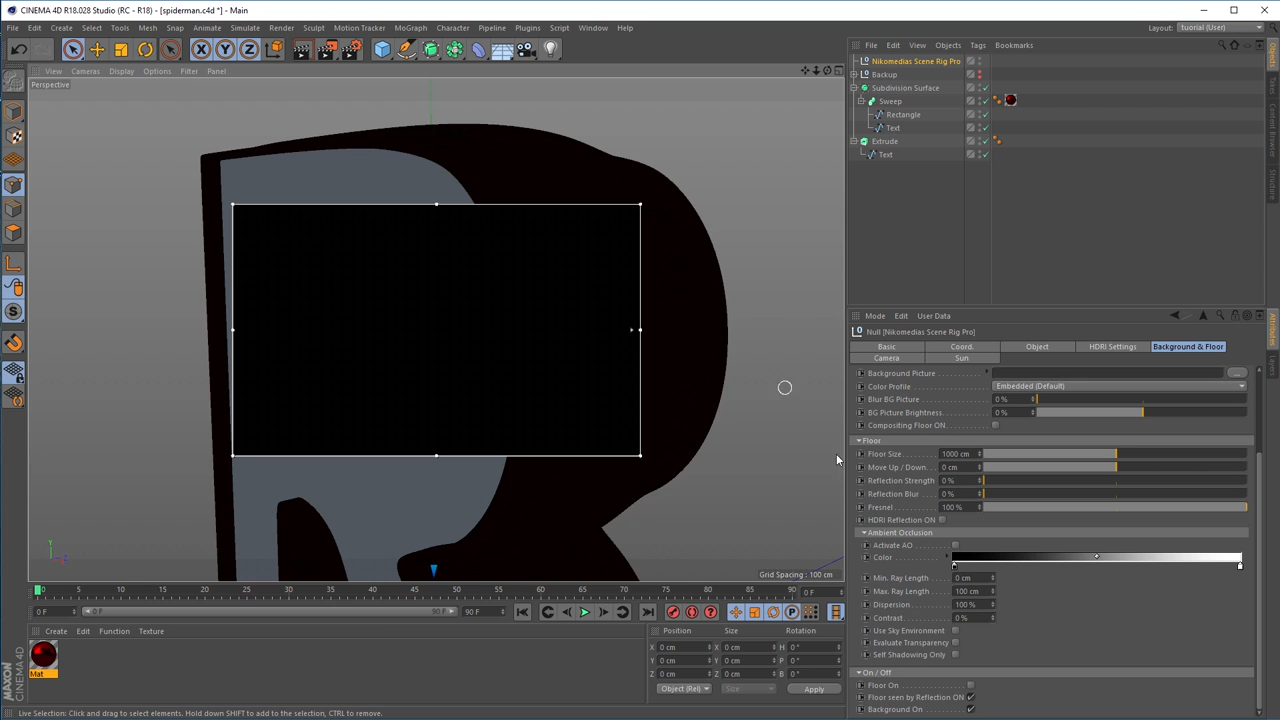 CINEMA 4D R18.028 Studio (RC - R18) - [spiderman.c4d *] - Main
File Edit Create Select Tools Mesh Snap Animate Simulate Render Sculpt Motion Tracker MoGraph Character Pipeline Plugins Script Window Help
Layout: tuorial (User)
X Y Z
File Edit View Objects Tags Bookmarks
View Cameras Display Options Filter Panel
Perspective
Nikomedias Scene Rig Pro
Backup
Subdivision Surface
Sweep
Rectangle
Text
Extrude
Text
Objects
Takes
Content Browser
Structure
Mode Edit User Data
Null [Nikomedias Scene Rig Pro]
Basic Coord. Object HDRI Settings Background & Floor
Camera Sun
Attributes
Layers
Background Picture
Color Profile Embedded (Default)
Blur BG Picture 0 %
BG Picture Brightness 0 %
Compositing Floor ON
Floor
Floor Size 1000 cm
Move Up / Down 0 cm
Reflection Strength 0 %
Reflection Blur 0 %
Fresnel 100 %
HDRI Reflection ON
Ambient Occlusion
Activate AO
Color
Min. Ray Length 0 cm
Max. Ray Length 100 cm
Dispersion 100 %
Contrast 0 %
Use Sky Environment
Evaluate Transparency
Self Shadowing Only
On / Off
Floor On
Floor seen by Reflection ON
Background On
Y
Z
Grid Spacing : 100 cm
0 5 10 15 20 25 30 35 40 45 50 55 60 65 70 75 80 85 90 0 F
0 F 0 F 90 F 90 F
Create Edit Function Texture
Mat
Position Size Rotation
X 0 cm X 0 cm H 0 °
Y 0 cm Y 0 cm P 0 °
Z 0 cm Z 0 cm B 0 °
Object (Rel) Size Apply
MAXON CINEMA 4D
Live Selection: Click and drag to select elements. Hold down SHIFT to add to the selection, CTRL to remove.